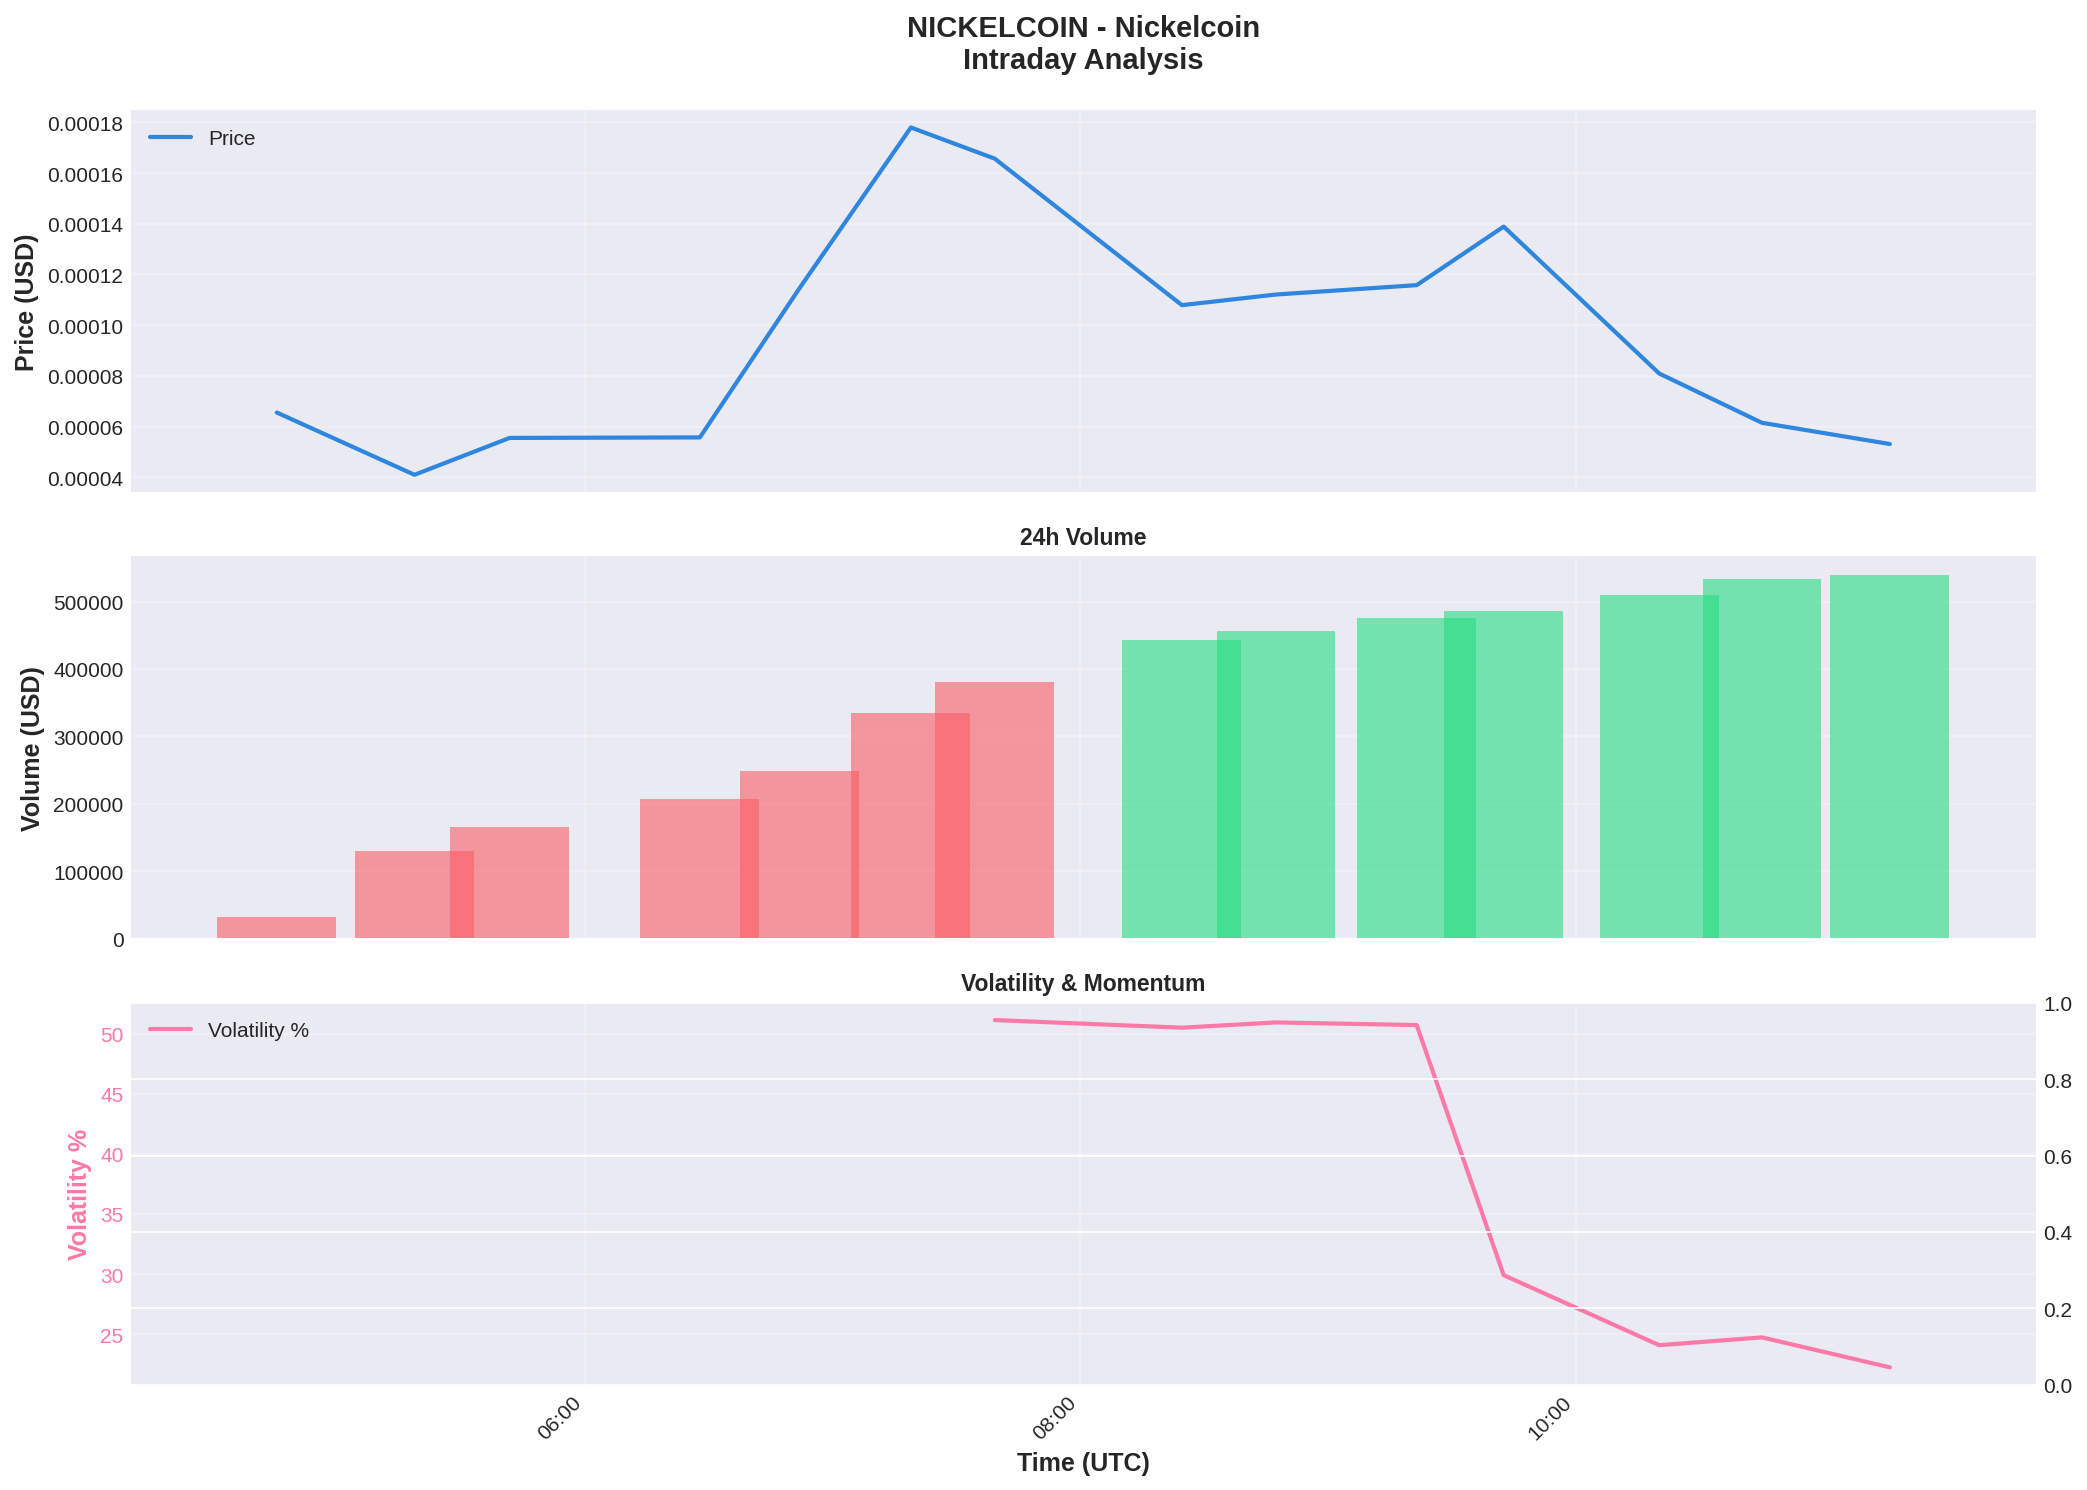 NICKELCOIN - Nickelcoin
Intraday Analysis
Price (USD)
0.00018
0.00016
0.00014
0.00012
0.00010
0.00008
0.00006
0.00004
Price
24h Volume
Volume (USD)
500000
400000
300000
200000
100000
0
Volatility & Momentum
Volatility %
50
45
40
35
30
25
Volatility %
1.0
0.8
0.6
0.4
0.2
0.0
06:00
08:00
10:00
Time (UTC)